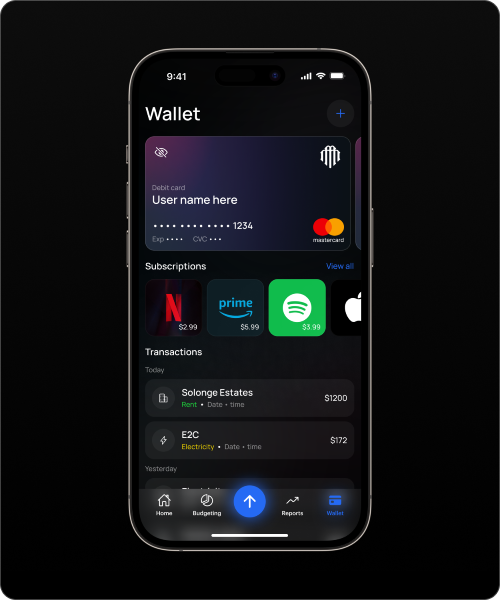 9:41
Wallet
Debit card
User name here
•••• •••• •••• 1234
Exp •••• CVC •••
mastercard
Subscriptions View all
N prime
$2.99 $5.99 $3.99
Transactions
Today
Solonge Estates
$1200
Rent • Date • time
E2C
$172
Electricity • Date • time
Yesterday
Home Budgeting Reports Wallet